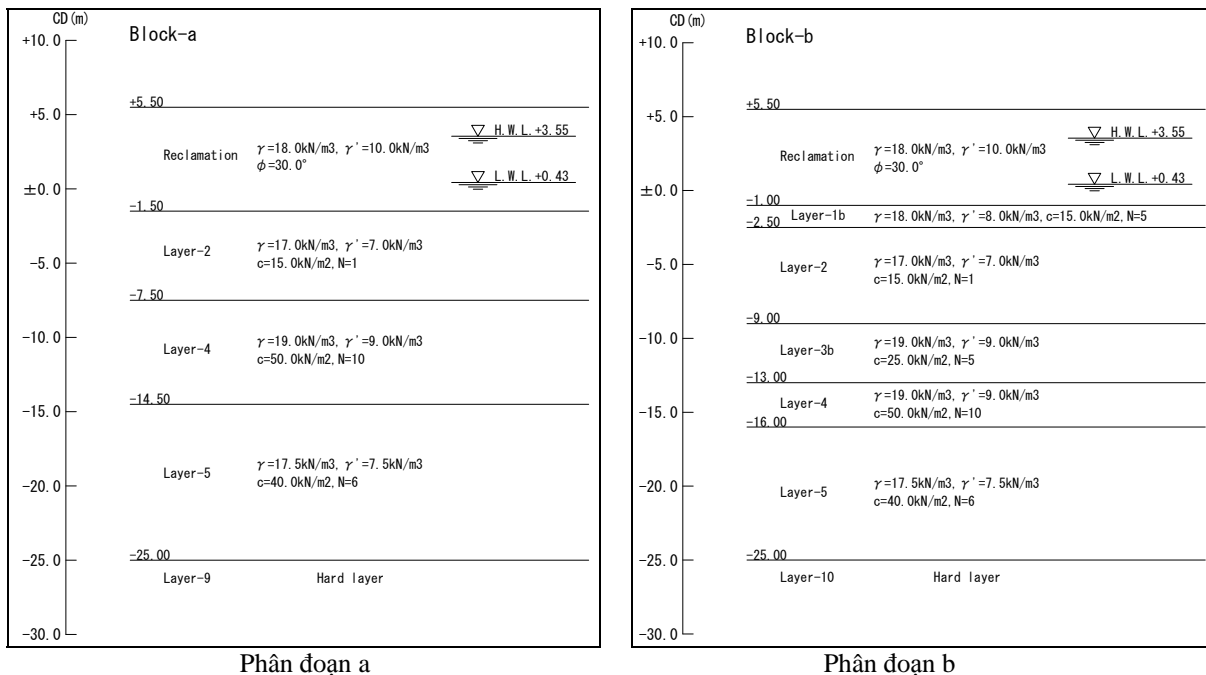 CD(m)
Block-a
+10.0
+5.50
+5.0
H.W.L.+3.55
Reclamation
γ=18.0kN/m3, γ'=10.0kN/m3
φ=30.0°
L.W.L.+0.43
±0.0
-1.50
Layer-2
γ=17.0kN/m3, γ'=7.0kN/m3
c=15.0kN/m2,N=1
-5.0
-7.50
-10.0
Layer-4
γ=19.0kN/m3, γ'=9.0kN/m3
c=50.0kN/m2,N=10
-14.50
-15.0
Layer-5
γ=17.5kN/m3, γ'=7.5kN/m3
c=40.0kN/m2,N=6
-20.0
-25.00
-25.0
Layer-9 Hard layer
-30.0
Phân đoạn a
CD(m)
Block-b
+10.0
+5.50
+5.0
H.W.L.+3.55
Reclamation
γ=18.0kN/m3, γ'=10.0kN/m3
φ=30.0°
L.W.L.+0.43
±0.0
-1.00
Layer-1b γ=18.0kN/m3, γ'=8.0kN/m3,c=15.0kN/m2,N=5
-2.50
Layer-2
γ=17.0kN/m3, γ'=7.0kN/m3
c=15.0kN/m2,N=1
-5.0
-9.00
-10.0
Layer-3b
γ=19.0kN/m3, γ'=9.0kN/m3
c=25.0kN/m2,N=5
-13.00
Layer-4
γ=19.0kN/m3, γ'=9.0kN/m3
c=50.0kN/m2,N=10
-15.0
-16.00
Layer-5
γ=17.5kN/m3, γ'=7.5kN/m3
c=40.0kN/m2,N=6
-20.0
-25.00
-25.0
Layer-10 Hard layer
-30.0
Phân đoạn b